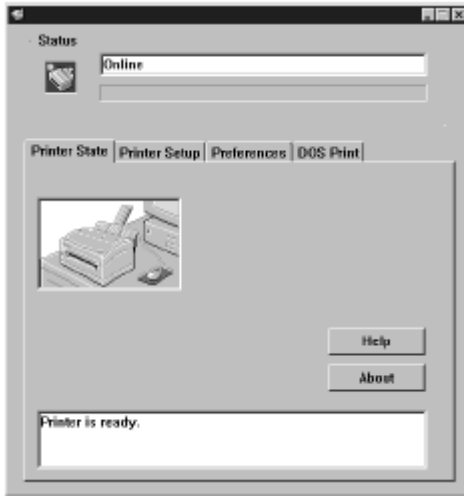 Status
Online
Printer State Printer Setup Preferences DOS Print
Help
About
Printer is ready.